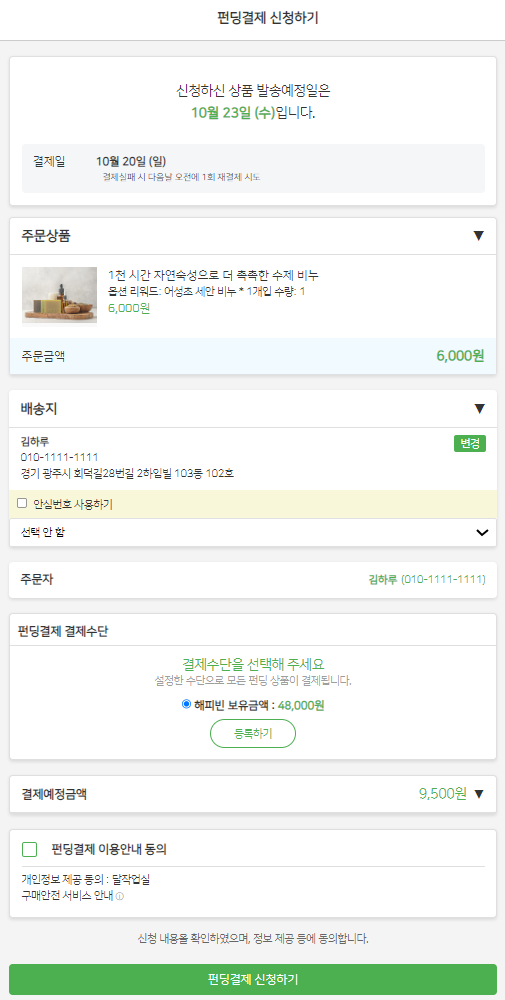 펀딩결제 신청하기
신청하신 상품 발송예정일은
10월 23일 (수)입니다.
결제일 10월 20일 (일)
결제실패 시 다음날 오전에 1회 재결제 시도
주문상품 ▼
1천 시간 자연숙성으로 더 촉촉한 수제 비누
옵션 리워드: 어성초 세안 비누 * 1개입 수량: 1
6,000원
주문금액 6,000원
배송지 ▼
김하루 변경
010-1111-1111
경기 광주시 회덕길28번길 2하임빌 103동 102호
안심번호 사용하기
선택 안 함
주문자 김하루 (010-1111-1111)
펀딩결제 결제수단
결제수단을 선택해 주세요
설정한 수단으로 모든 펀딩 상품이 결제됩니다.
해피빈 보유금액 : 48,000원
등록하기
결제예정금액 9,500원 ▼
펀딩결제 이용안내 동의
개인정보 제공 동의 : 달작업실
구매안전 서비스 안내 ⓘ
신청 내용을 확인하였으며, 정보 제공 등에 동의합니다.
펀딩결제 신청하기